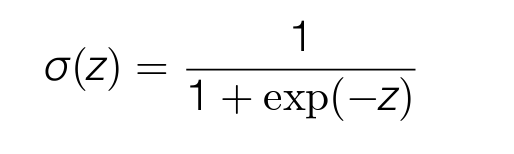 σ(z) = 1 / (1 + exp(−z))